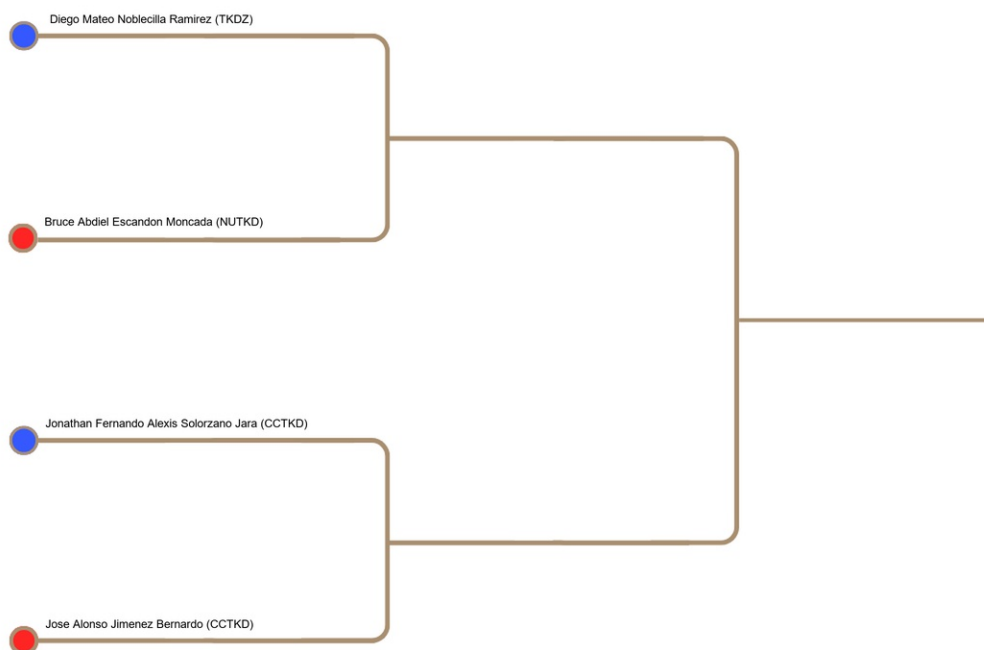 Diego Mateo Noblecilla Ramirez (TKDZ)
Bruce Abdiel Escandon Moncada (NUTKD)
Jonathan Fernando Alexis Solorzano Jara (CCTKD)
Jose Alonso Jimenez Bernardo (CCTKD)